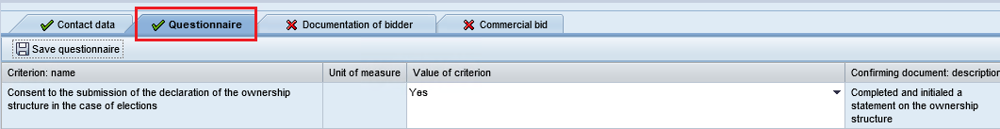 Contact data Questionnaire Documentation of bidder Commercial bid
Save questionnaire
Criterion: name Unit of measure Value of criterion Confirming document: description
Consent to the submission of the declaration of the ownership
structure in the case of elections
Yes
Completed and initialed a
statement on the ownership
structure